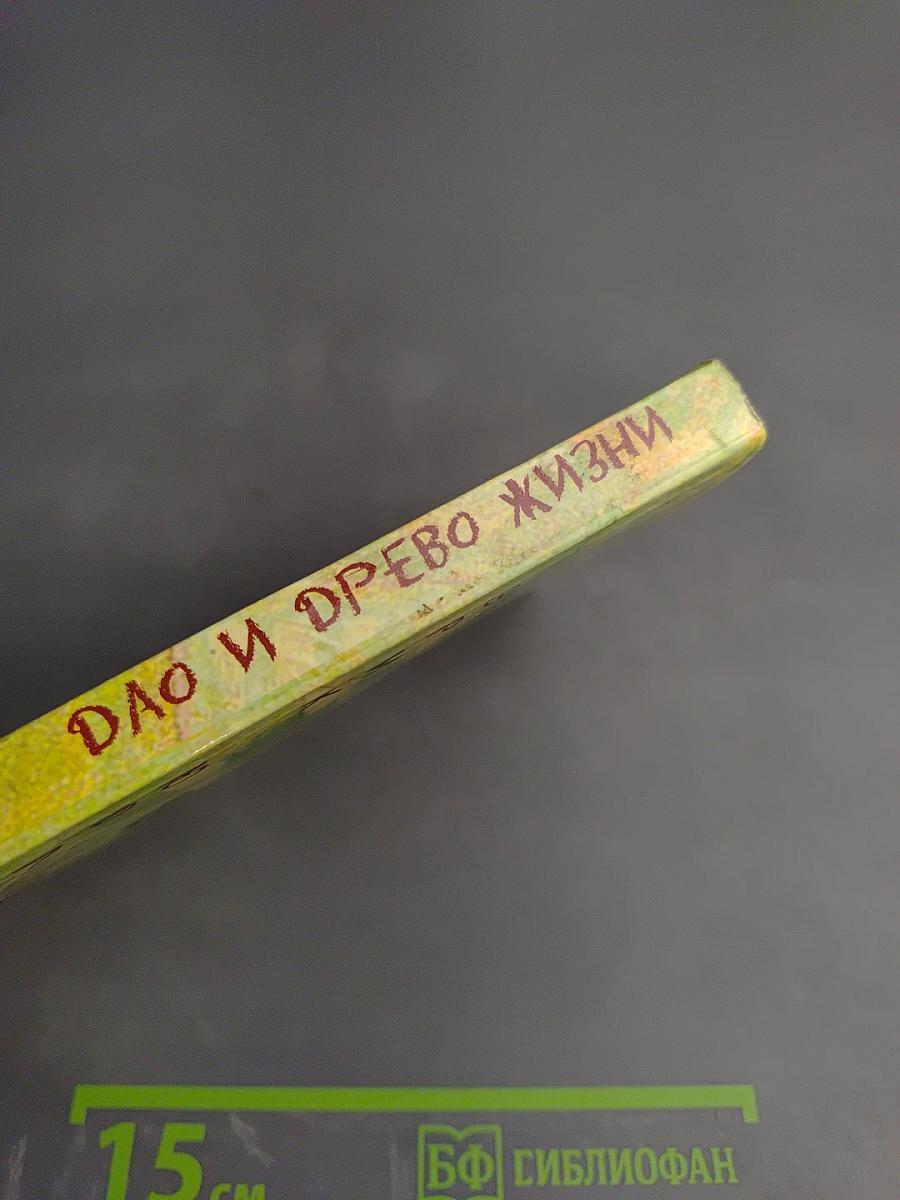 ДАО И ДРЕВО ЖИЗНИ
15 см
БФ БИБЛИОФАН